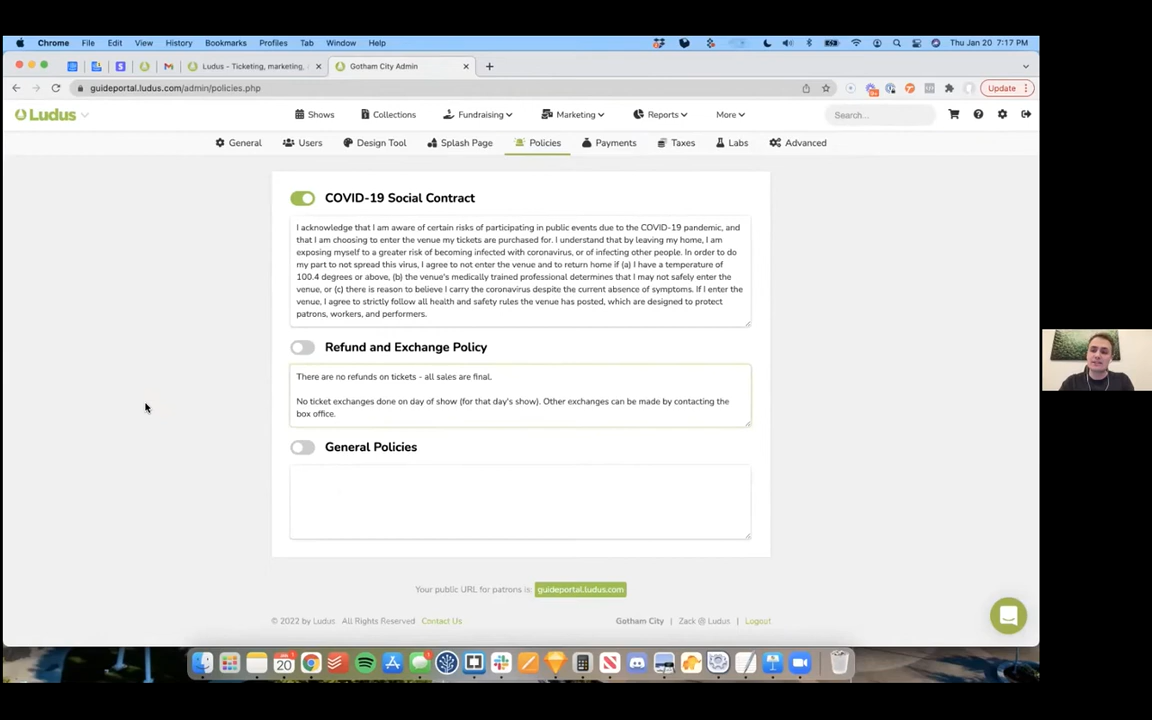 Chrome File Edit View History Bookmarks Profiles Tab Window Help Thu Jan 20 7:17 PM
Ludus - Ticketing, marketing, Gotham City Admin
guideportal.ludus.com/admin/policies.php Update
Ludus Shows Collections Fundraising Marketing Reports More Search...
General Users Design Tool Splash Page Policies Payments Taxes Labs Advanced
COVID-19 Social Contract
I acknowledge that I am aware of certain risks of participating in public events due to the COVID-19 pandemic, and
that I am choosing to enter the venue my tickets are purchased for. I understand that by leaving my home, I am
exposing myself to a greater risk of becoming infected with coronavirus, or of infecting other people. In order to do
my part to not spread this virus, I agree to not enter the venue and to return home if (a) I have a temperature of
100.4 degrees or above, (b) the venue's medically trained professional determines that I may not safely enter the
venue, or (c) there is reason to believe I carry the coronavirus despite the current absence of symptoms. If I enter the
venue, I agree to strictly follow all health and safety rules the venue has posted, which are designed to protect
patrons, workers, and performers.
Refund and Exchange Policy
There are no refunds on tickets - all sales are final.
No ticket exchanges done on day of show (for that day's show). Other exchanges can be made by contacting the
box office.
General Policies
Your public URL for patrons is: guideportal.ludus.com
© 2022 by Ludus All Rights Reserved Contact Us Gotham City Zack @ Ludus Logout